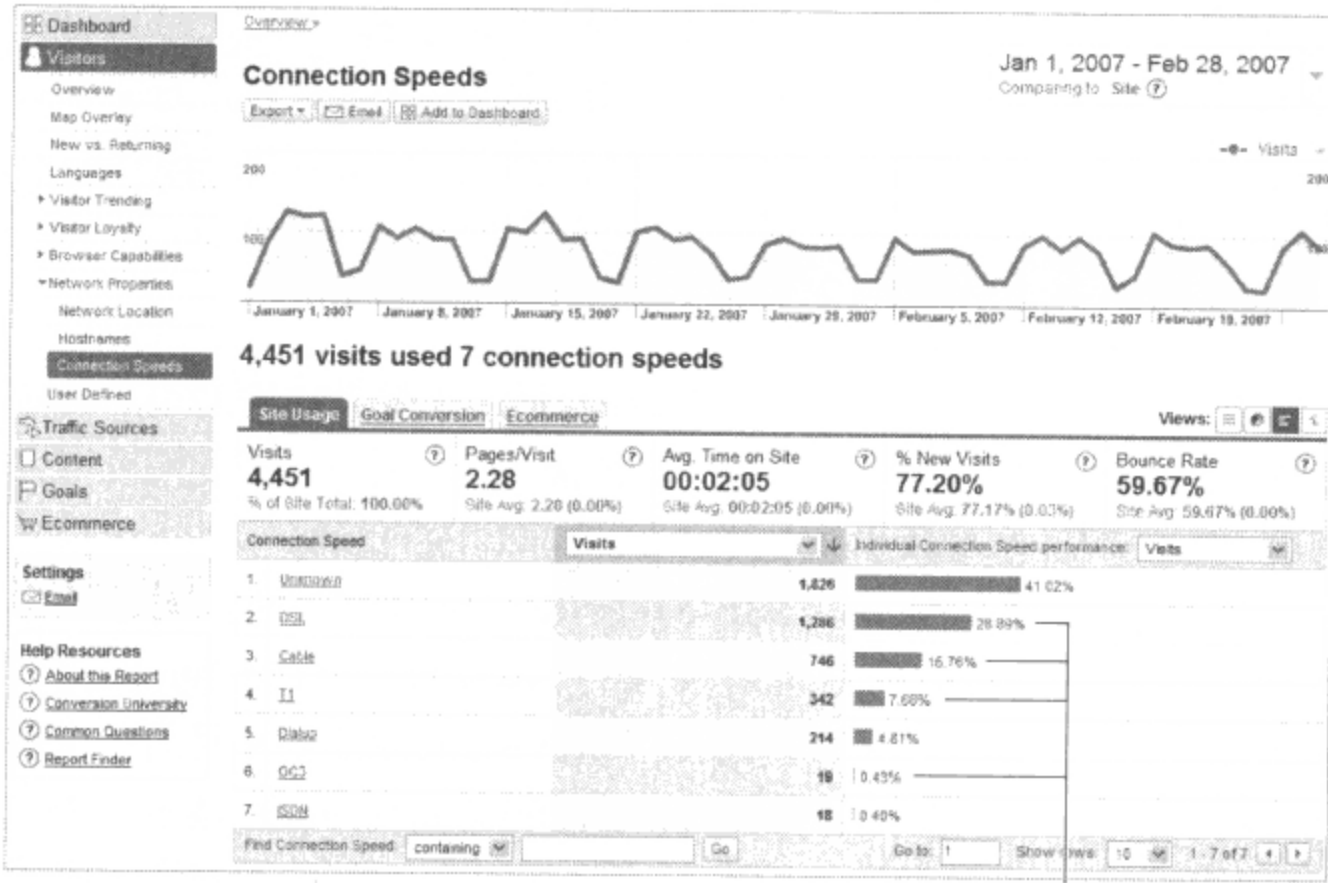 Dashboard
Visitors
Overview
Map Overlay
New vs. Returning
Languages
Visitor Trending
Visitor Loyalty
Browser Capabilities
Network Properties
Network Location
Hostnames
Connection Speeds
User Defined
Traffic Sources
Content
Goals
Ecommerce
Settings
Email
Help Resources
? About this Report
? Conversion University
? Common Questions
? Report Finder
Overview »
Connection Speeds
Jan 1, 2007 - Feb 28, 2007
Comparing to: Site ?
Export Email Add to Dashboard
Visits
200 200
100 100
January 1, 2007 January 8, 2007 January 15, 2007 January 22, 2007 January 29, 2007 February 5, 2007 February 12, 2007 February 19, 2007
4,451 visits used 7 connection speeds
Site Usage Goal Conversion Ecommerce Views:
Visits ? Pages/Visit ? Avg. Time on Site ? % New Visits ? Bounce Rate ?
4,451 2.28 00:02:05 77.20% 59.67%
% of Site Total: 100.00% Site Avg: 2.28 (0.00%) Site Avg: 00:02:05 (0.00%) Site Avg: 77.17% (0.03%) Site Avg: 59.67% (0.00%)
Connection Speed Visits Individual Connection Speed performance: Visits
1. Unknown 1,826 41.02%
2. DSL 1,286 28.89%
3. Cable 746 16.76%
4. T1 342 7.68%
5. Dialup 214 4.81%
6. OC3 19 0.43%
7. ISDN 18 0.40%
Find Connection Speed: containing Go Go to: 1 Show rows: 10 1 - 7 of 7